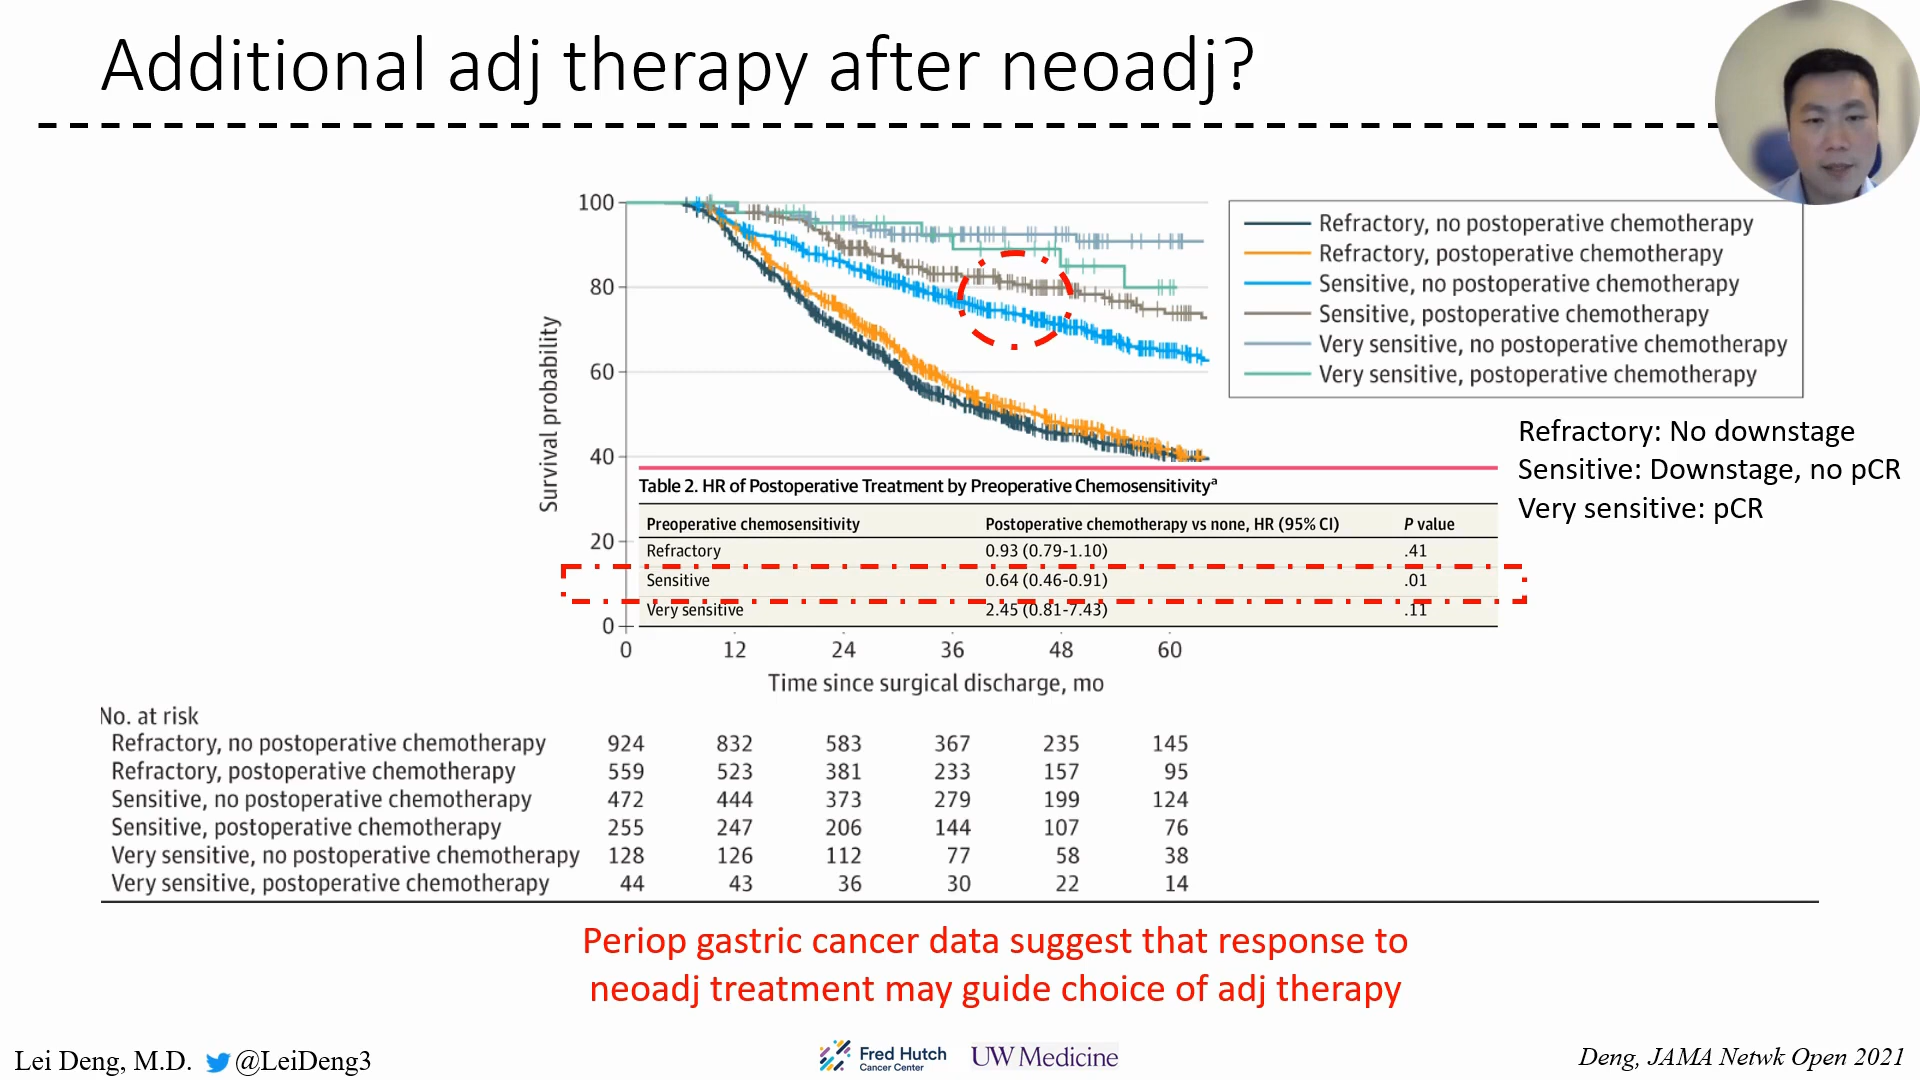 Additional adj therapy after neoadj?
100
80
60
40
20
0
Survival probability
0 12 24 36 48 60
Time since surgical discharge, mo
Refractory, no postoperative chemotherapy
Refractory, postoperative chemotherapy
Sensitive, no postoperative chemotherapy
Sensitive, postoperative chemotherapy
Very sensitive, no postoperative chemotherapy
Very sensitive, postoperative chemotherapy
Refractory: No downstage
Sensitive: Downstage, no pCR
Very sensitive: pCR
Table 2. HR of Postoperative Treatment by Preoperative Chemosensitivityᵃ
Preoperative chemosensitivity Postoperative chemotherapy vs none, HR (95% CI) P value
Refractory 0.93 (0.79-1.10) .41
Sensitive 0.64 (0.46-0.91) .01
Very sensitive 2.45 (0.81-7.43) .11
No. at risk
Refractory, no postoperative chemotherapy 924 832 583 367 235 145
Refractory, postoperative chemotherapy 559 523 381 233 157 95
Sensitive, no postoperative chemotherapy 472 444 373 279 199 124
Sensitive, postoperative chemotherapy 255 247 206 144 107 76
Very sensitive, no postoperative chemotherapy 128 126 112 77 58 38
Very sensitive, postoperative chemotherapy 44 43 36 30 22 14
Periop gastric cancer data suggest that response to
neoadj treatment may guide choice of adj therapy
Lei Deng, M.D. @LeiDeng3
Fred Hutch
Cancer Center
UW Medicine
Deng, JAMA Netwk Open 2021